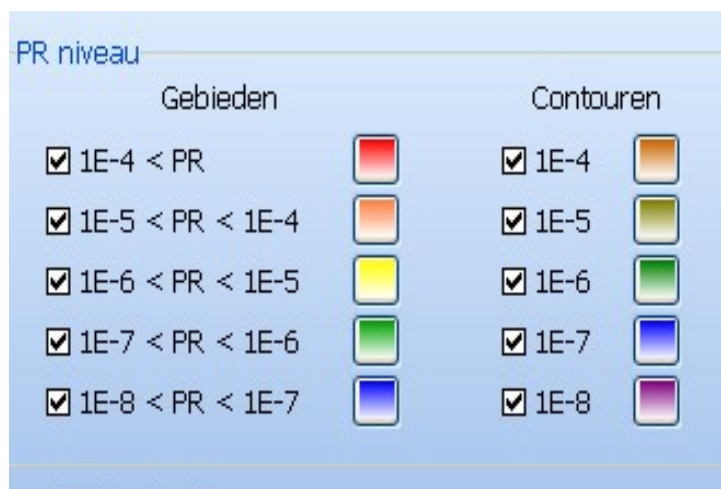 PR niveau
Gebieden Contouren
1E-4 < PR 1E-4
1E-5 < PR < 1E-4 1E-5
1E-6 < PR < 1E-5 1E-6
1E-7 < PR < 1E-6 1E-7
1E-8 < PR < 1E-7 1E-8